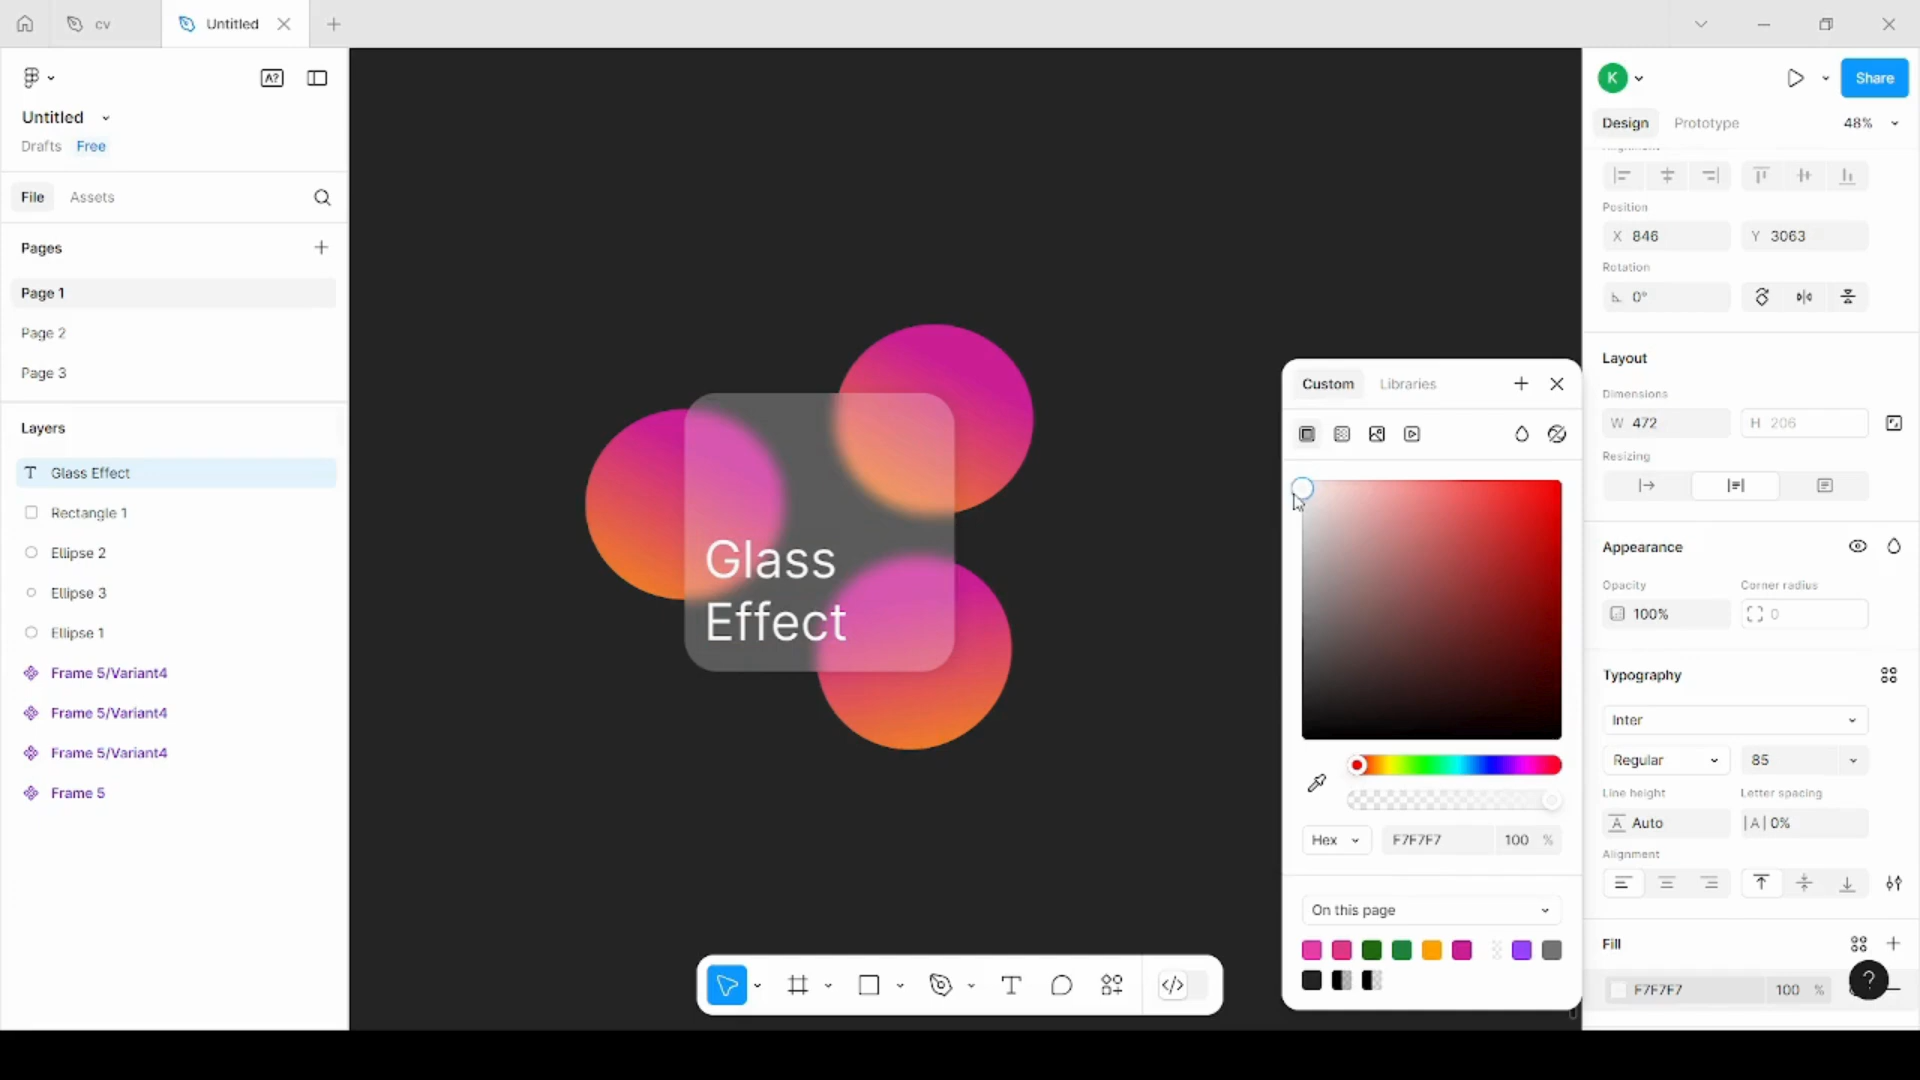 cv
Untitled
A?
Untitled
Drafts Free
File Assets
Pages
Page 1
Page 2
Page 3
Layers
T Glass Effect
Rectangle 1
Ellipse 2
Ellipse 3
Ellipse 1
Frame 5/Variant4
Frame 5/Variant4
Frame 5/Variant4
Frame 5
Glass
Effect
Custom Libraries
Hex F7F7F7 100 %
On this page
K
Share
Design Prototype 48%
Alignment
Position
X 846 Y 3063
Rotation
0°
Layout
Dimensions
W 472 H 206
Resizing
Appearance
Opacity Corner radius
100% 0
Typography
Inter
Regular 85
Line height Letter spacing
A Auto |A| 0%
Alignment
Fill
F7F7F7 100 %
?